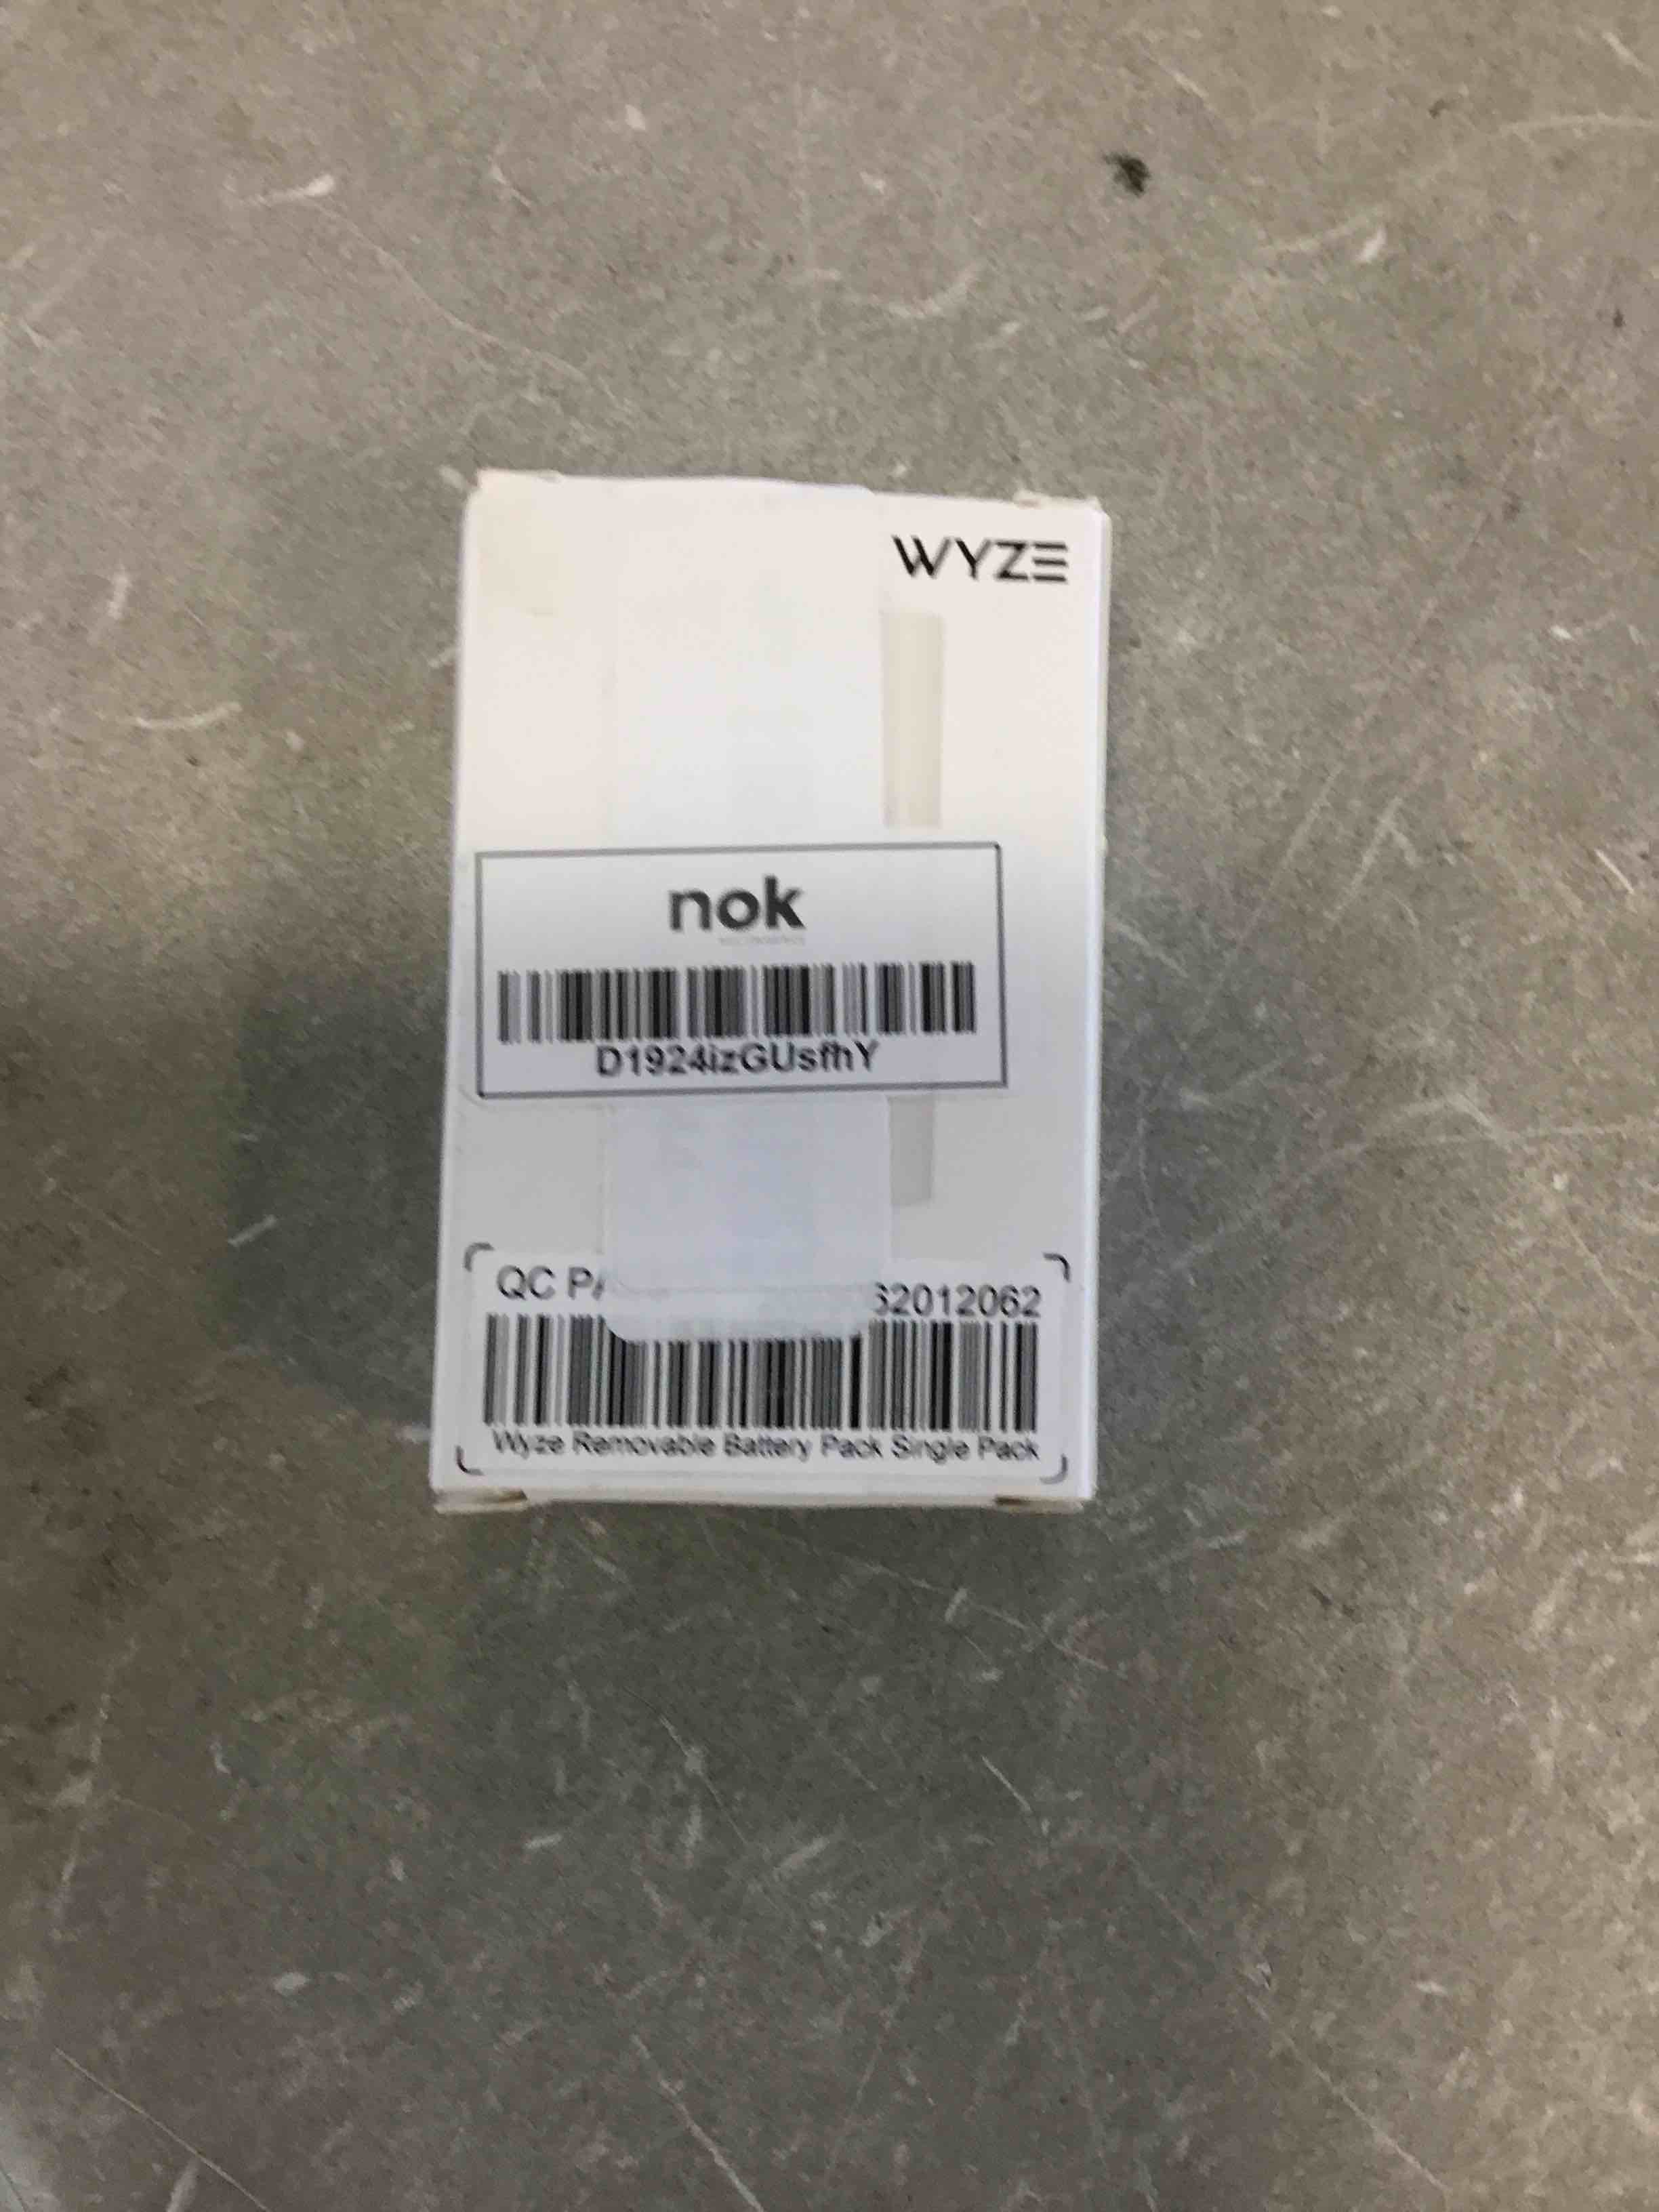 WYZE
nok
D1924izGUsfhY
QC PA 62012062
Wyze Removable Battery Pack Single Pack